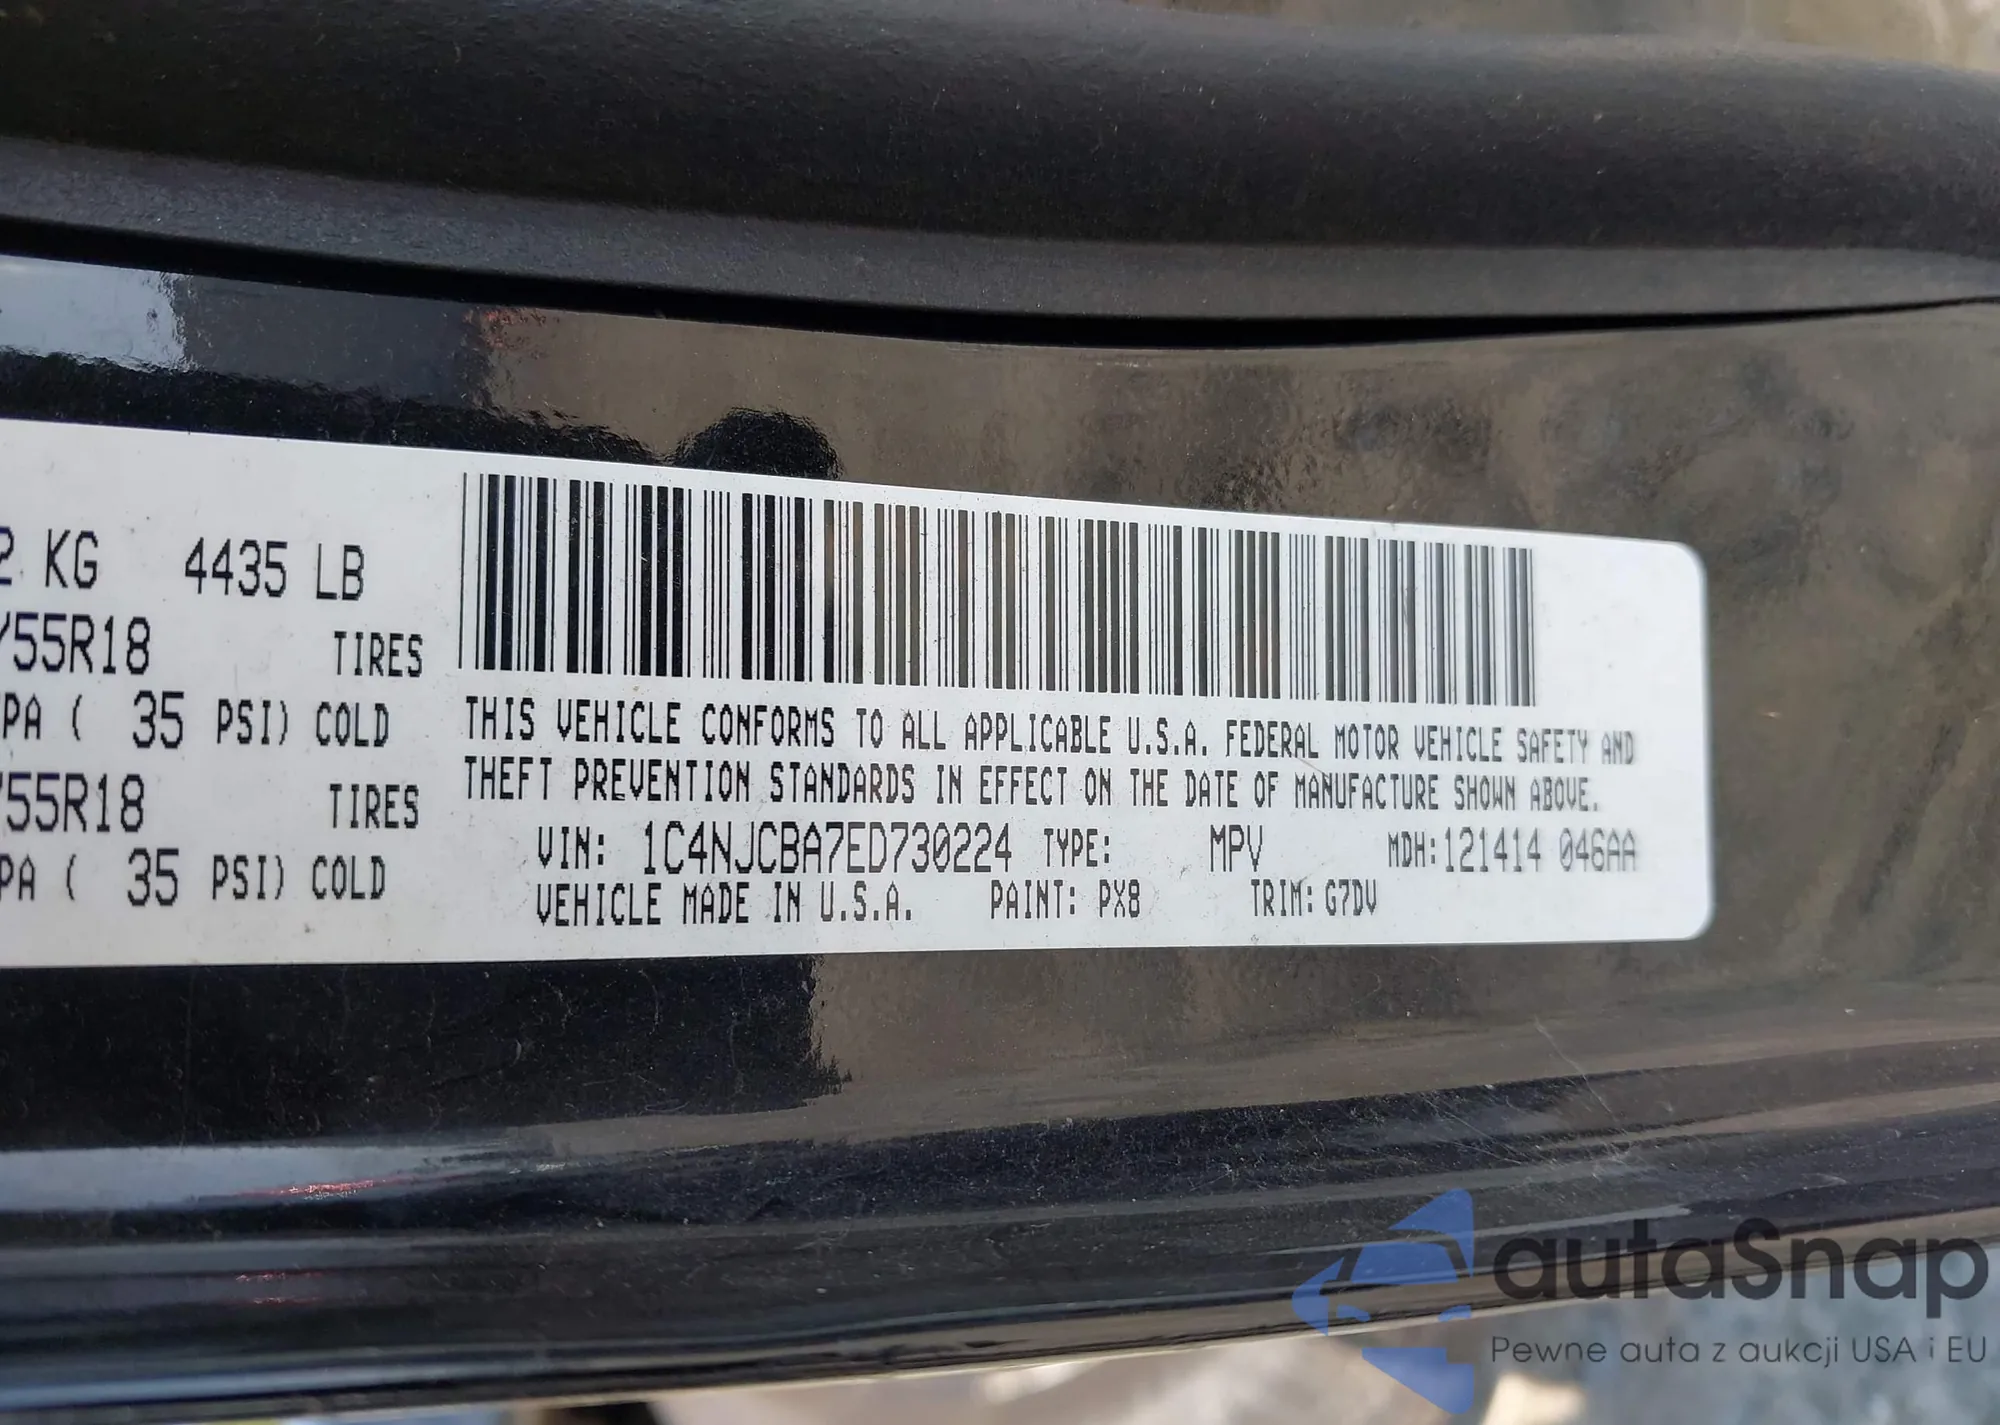 2 KG 4435 LB
/55R18 TIRES
PA ( 35 PSI) COLD
/55R18 TIRES
PA ( 35 PSI) COLD
THIS VEHICLE CONFORMS TO ALL APPLICABLE U.S.A. FEDERAL MOTOR VEHICLE SAFETY AND
THEFT PREVENTION STANDARDS IN EFFECT ON THE DATE OF MANUFACTURE SHOWN ABOVE.
VIN: 1C4NJCBA7ED730224 TYPE: MPV MDH:121414 046AA
VEHICLE MADE IN U.S.A. PAINT: PX8 TRIM: G7DV
autaSnap
Pewne auta z aukcji USA i EU